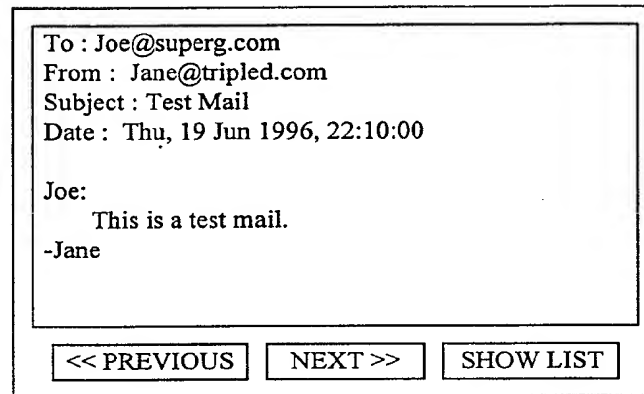 To : Joe@superg.com
From : Jane@tripled.com
Subject : Test Mail
Date : Thu, 19 Jun 1996, 22:10:00
Joe:
This is a test mail.
-Jane
<< PREVIOUS NEXT >> SHOW LIST